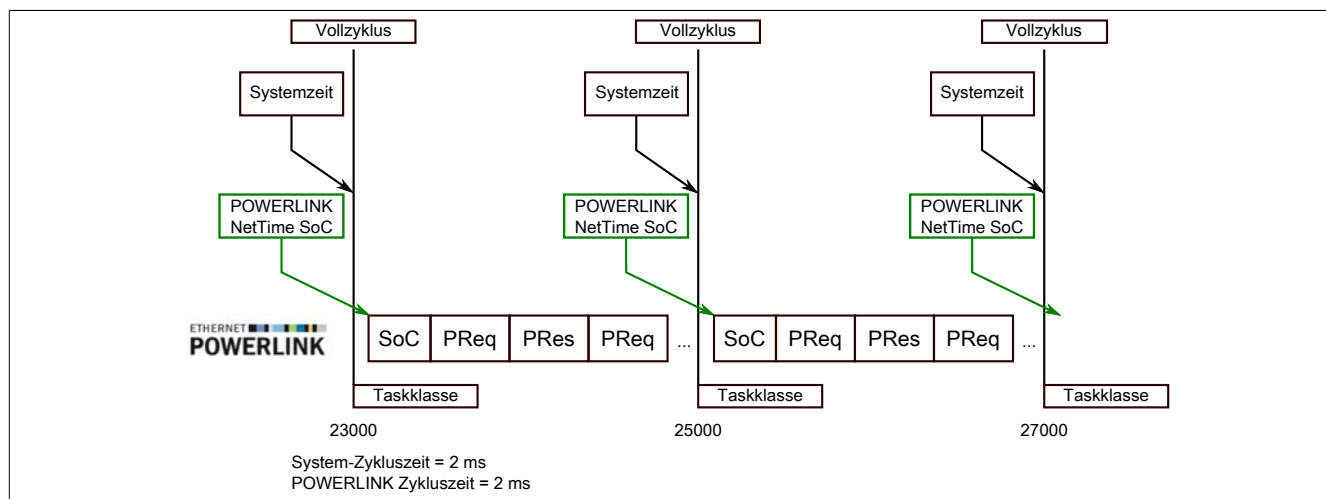 Vollzyklus Vollzyklus Vollzyklus
Systemzeit Systemzeit Systemzeit
POWERLINK POWERLINK POWERLINK
NetTime SoC NetTime SoC NetTime SoC
ETHERNET
POWERLINK
SoC PReq PRes PReq ... SoC PReq PRes PReq ...
Taskklasse Taskklasse Taskklasse
23000 25000 27000
System-Zykluszeit = 2 ms
POWERLINK Zykluszeit = 2 ms